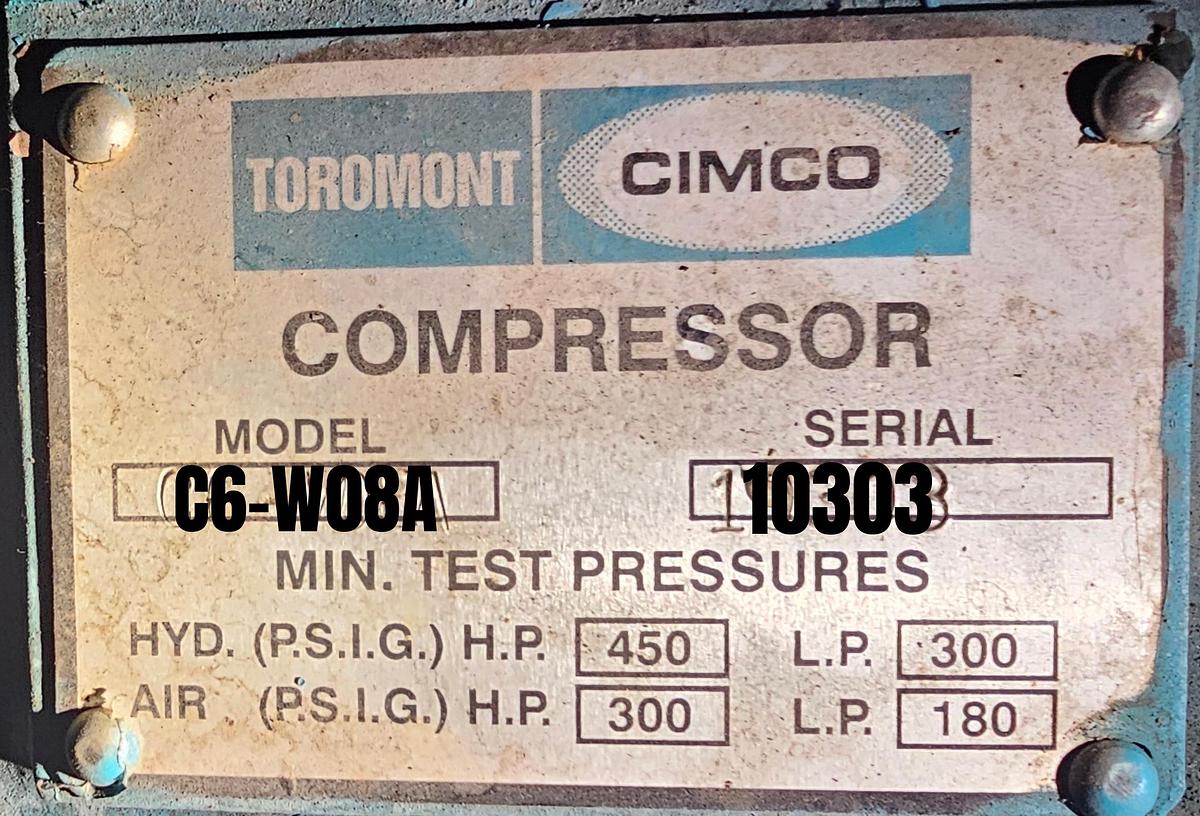 TOROMONT CIMCO
COMPRESSOR
MODEL SERIAL
C6-W08A 10303
MIN. TEST PRESSURES
HYD. (P.S.I.G.) H.P. 450 L.P. 300
AIR (P.S.I.G.) H.P. 300 L.P. 180